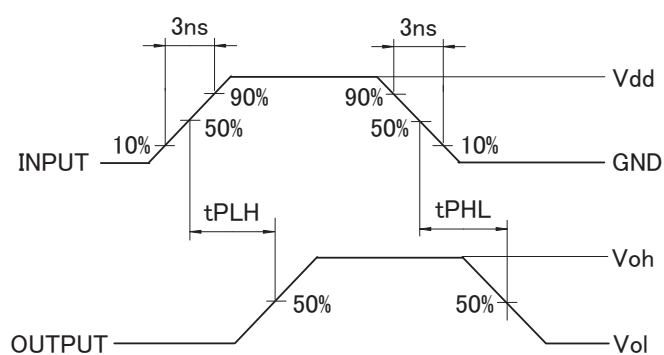 3ns 3ns
Vdd
90% 90%
50% 50%
10% 10%
INPUT GND
tPLH tPHL
Voh
50% 50%
OUTPUT Vol